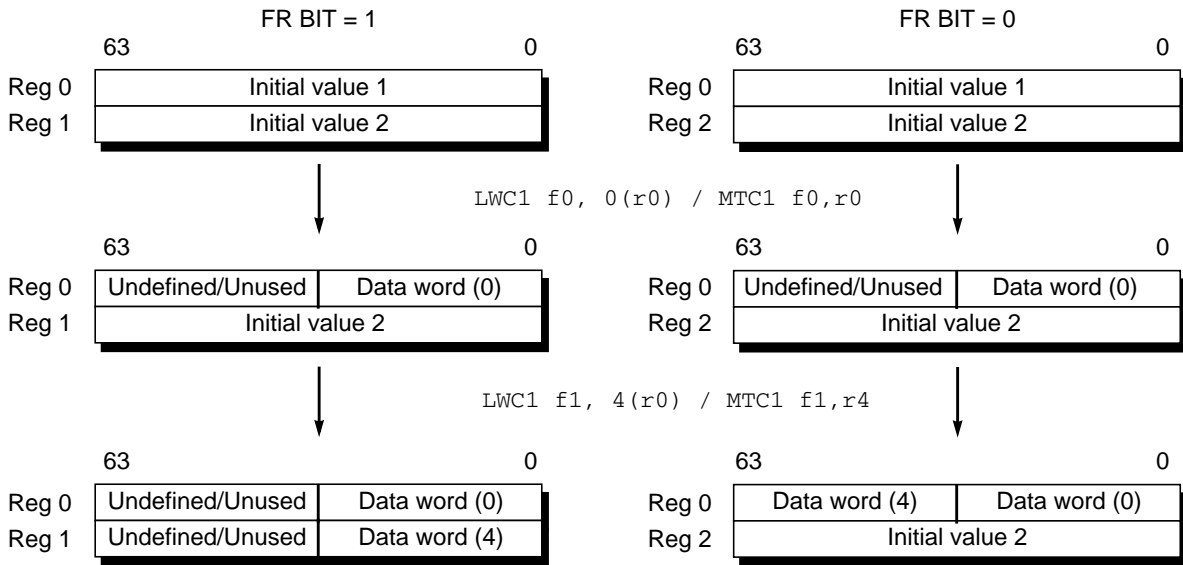 FR BIT = 1 FR BIT = 0
63 0 63 0
Reg 0 Initial value 1 Reg 0 Initial value 1
Reg 1 Initial value 2 Reg 2 Initial value 2
LWC1 f0, 0(r0) / MTC1 f0,r0
63 0 63 0
Reg 0 Undefined/Unused Data word (0) Reg 0 Undefined/Unused Data word (0)
Reg 1 Initial value 2 Reg 2 Initial value 2
LWC1 f1, 4(r0) / MTC1 f1,r4
63 0 63 0
Reg 0 Undefined/Unused Data word (0) Reg 0 Data word (4) Data word (0)
Reg 1 Undefined/Unused Data word (4) Reg 2 Initial value 2